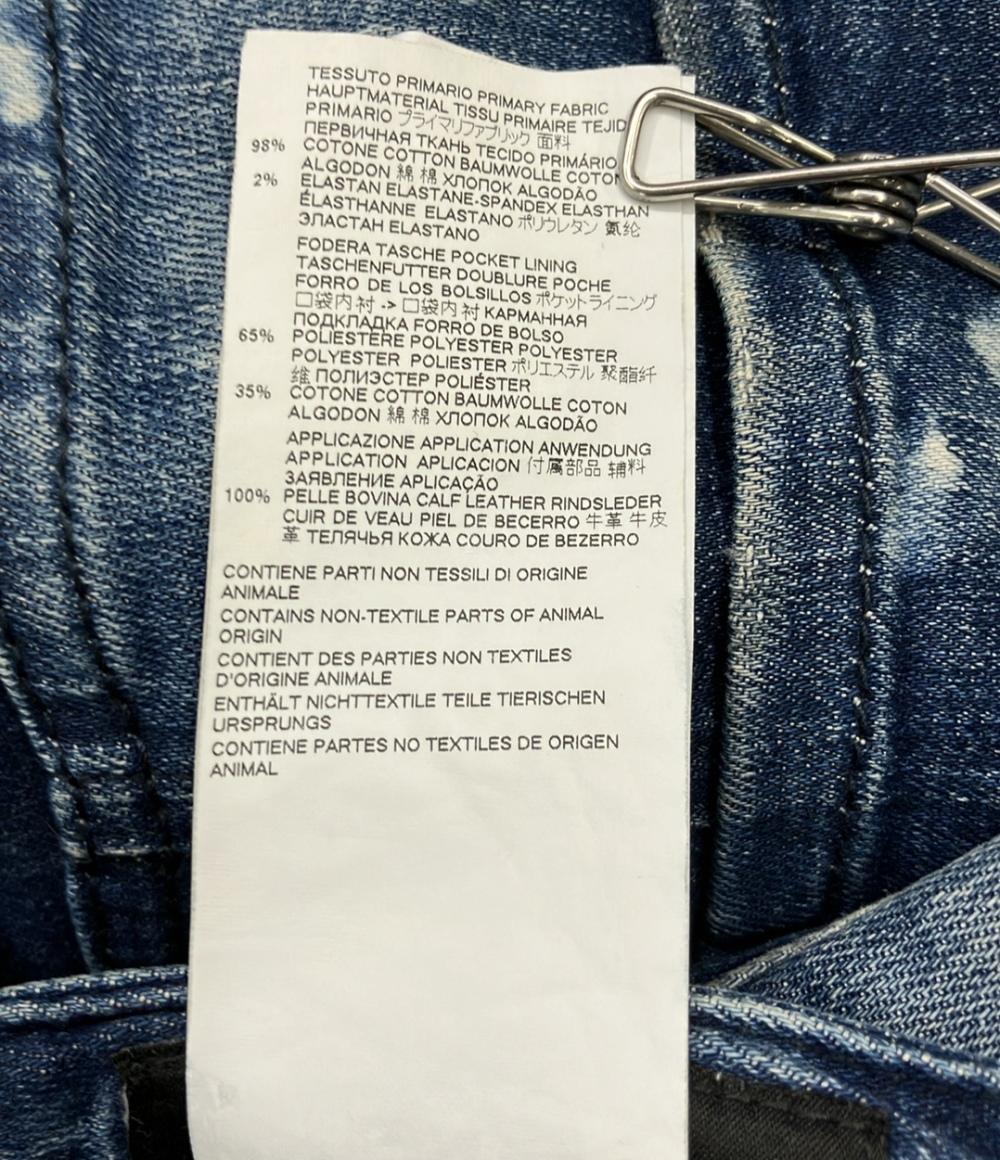 TESSUTO PRIMARIO PRIMARY FABRIC
HAUPTMATERIAL TISSU PRIMAIRE TEJID
PRIMARIO プライマリファブリック 面料
ПЕРВИЧНАЯ ТКАНЬ TECIDO PRIMÁRIO
98% COTONE COTTON BAUMWOLLE COTON
ALGODON 綿 棉 ХЛОПОК ALGODÃO
2% ELASTAN ELASTANE-SPANDEX ELASTHAN
ÉLASTHANNE ELASTANO ポリウレタン 氨纶
ЭЛАСТАН ELASTANO
FODERA TASCHE POCKET LINING
TASCHENFUTTER DOUBLURE POCHE
FORRO DE LOS BOLSILLOS ポケットライニング
口袋内衬 -> 口袋内衬 КАРМАННАЯ
ПОДКЛАДКА FORRO DE BOLSO
65% POLIESTERE POLYESTER POLYESTER
POLYESTER POLIESTER ポリエステル 聚酯纤
维 ПОЛИЭСТЕР POLIÉSTER
35% COTONE COTTON BAUMWOLLE COTON
ALGODON 綿 棉 ХЛОПОК ALGODÃO
APPLICAZIONE APPLICATION ANWENDUNG
APPLICATION APLICACION 付属部品 辅料
ЗАЯВЛЕНИЕ APLICAÇÃO
100% PELLE BOVINA CALF LEATHER RINDSLEDER
CUIR DE VEAU PIEL DE BECERRO 牛革 牛皮
革 ТЕЛЯЧЬЯ КОЖА COURO DE BEZERRO
CONTIENE PARTI NON TESSILI DI ORIGINE
ANIMALE
CONTAINS NON-TEXTILE PARTS OF ANIMAL
ORIGIN
CONTIENT DES PARTIES NON TEXTILES
D'ORIGINE ANIMALE
ENTHÄLT NICHTTEXTILE TEILE TIERISCHEN
URSPRUNGS
CONTIENE PARTES NO TEXTILES DE ORIGEN
ANIMAL